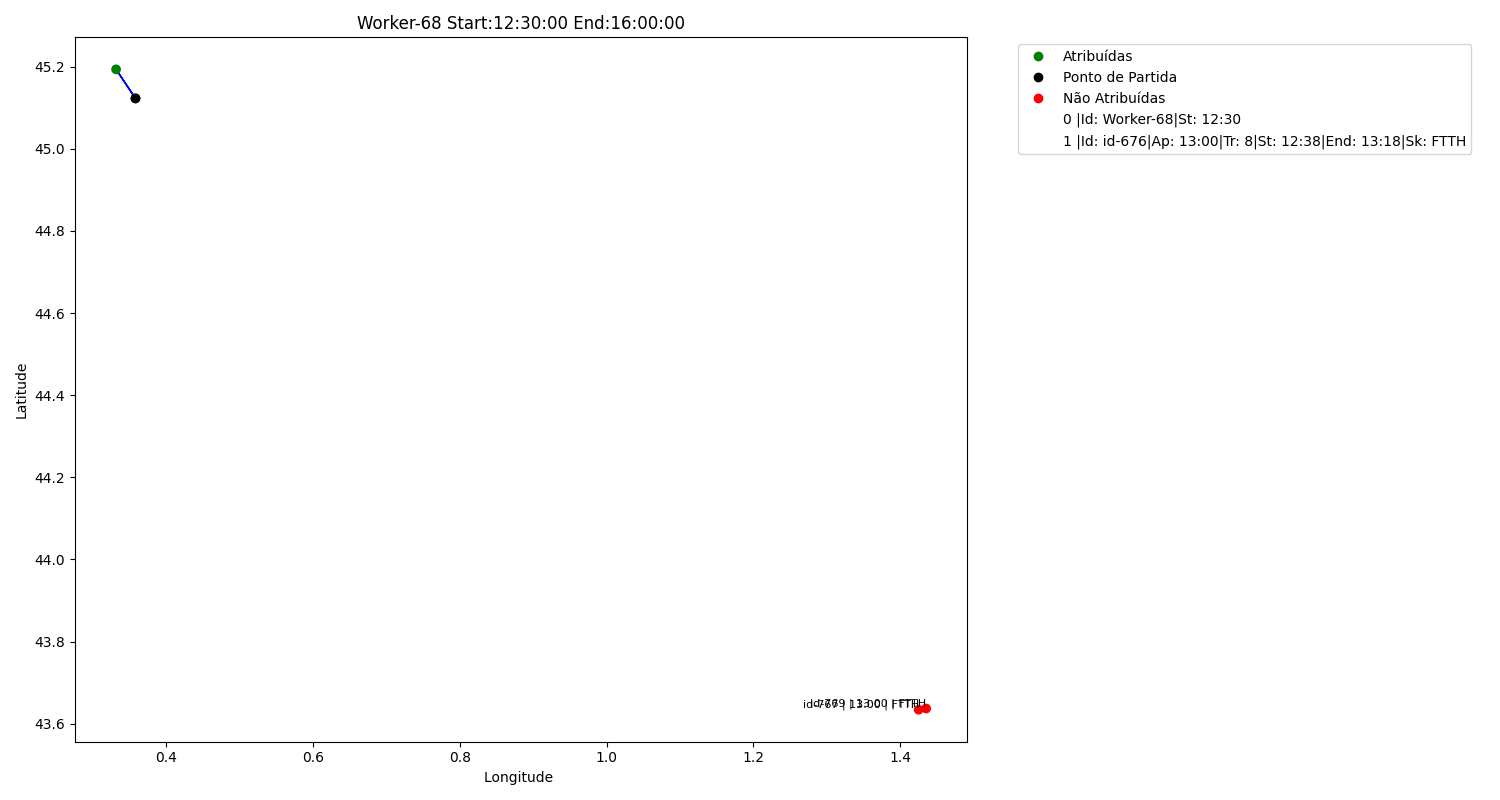 Worker-68 Start:12:30:00 End:16:00:00
45.2
45.0
44.8
44.6
44.4
44.2
44.0
43.8
43.6
Latitude
0.4
0.6
0.8
1.0
1.2
1.4
Longitude
Atribuídas
Ponto de Partida
Não Atribuídas
0 |Id: Worker-68|St: 12:30
1 |Id: id-676|Ap: 13:00|Tr: 8|St: 12:38|End: 13:18|Sk: FTTH
| 13:00 | FTTH